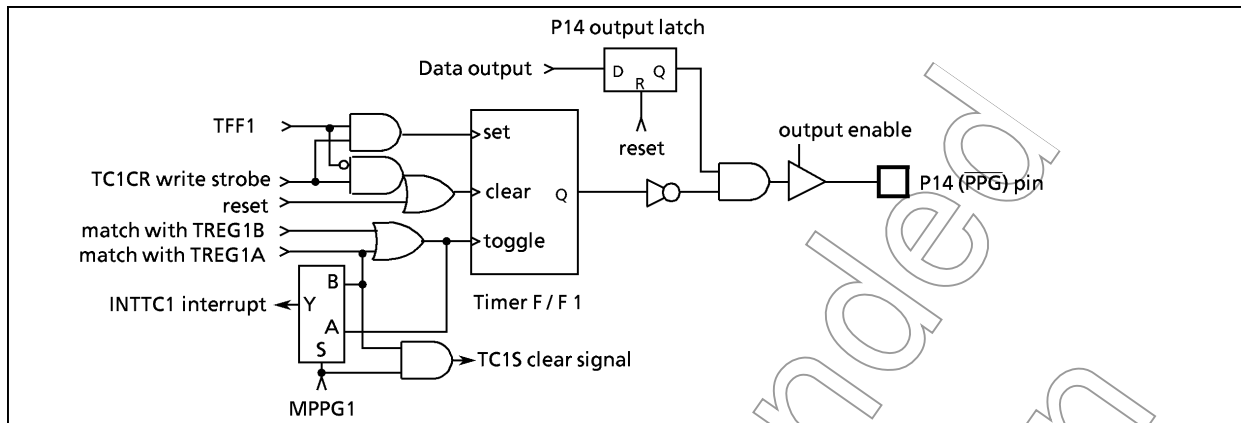 P14 output latch
Data output
D Q
R
reset
output enable
TFF1
set
TC1CR write strobe
clear
Q
P14 (PPG) pin
reset
match with TREG1B
toggle
match with TREG1A
B
INTTC1 interrupt
Y
Timer F / F 1
A
S
TC1S clear signal
MPPG1
nded
n